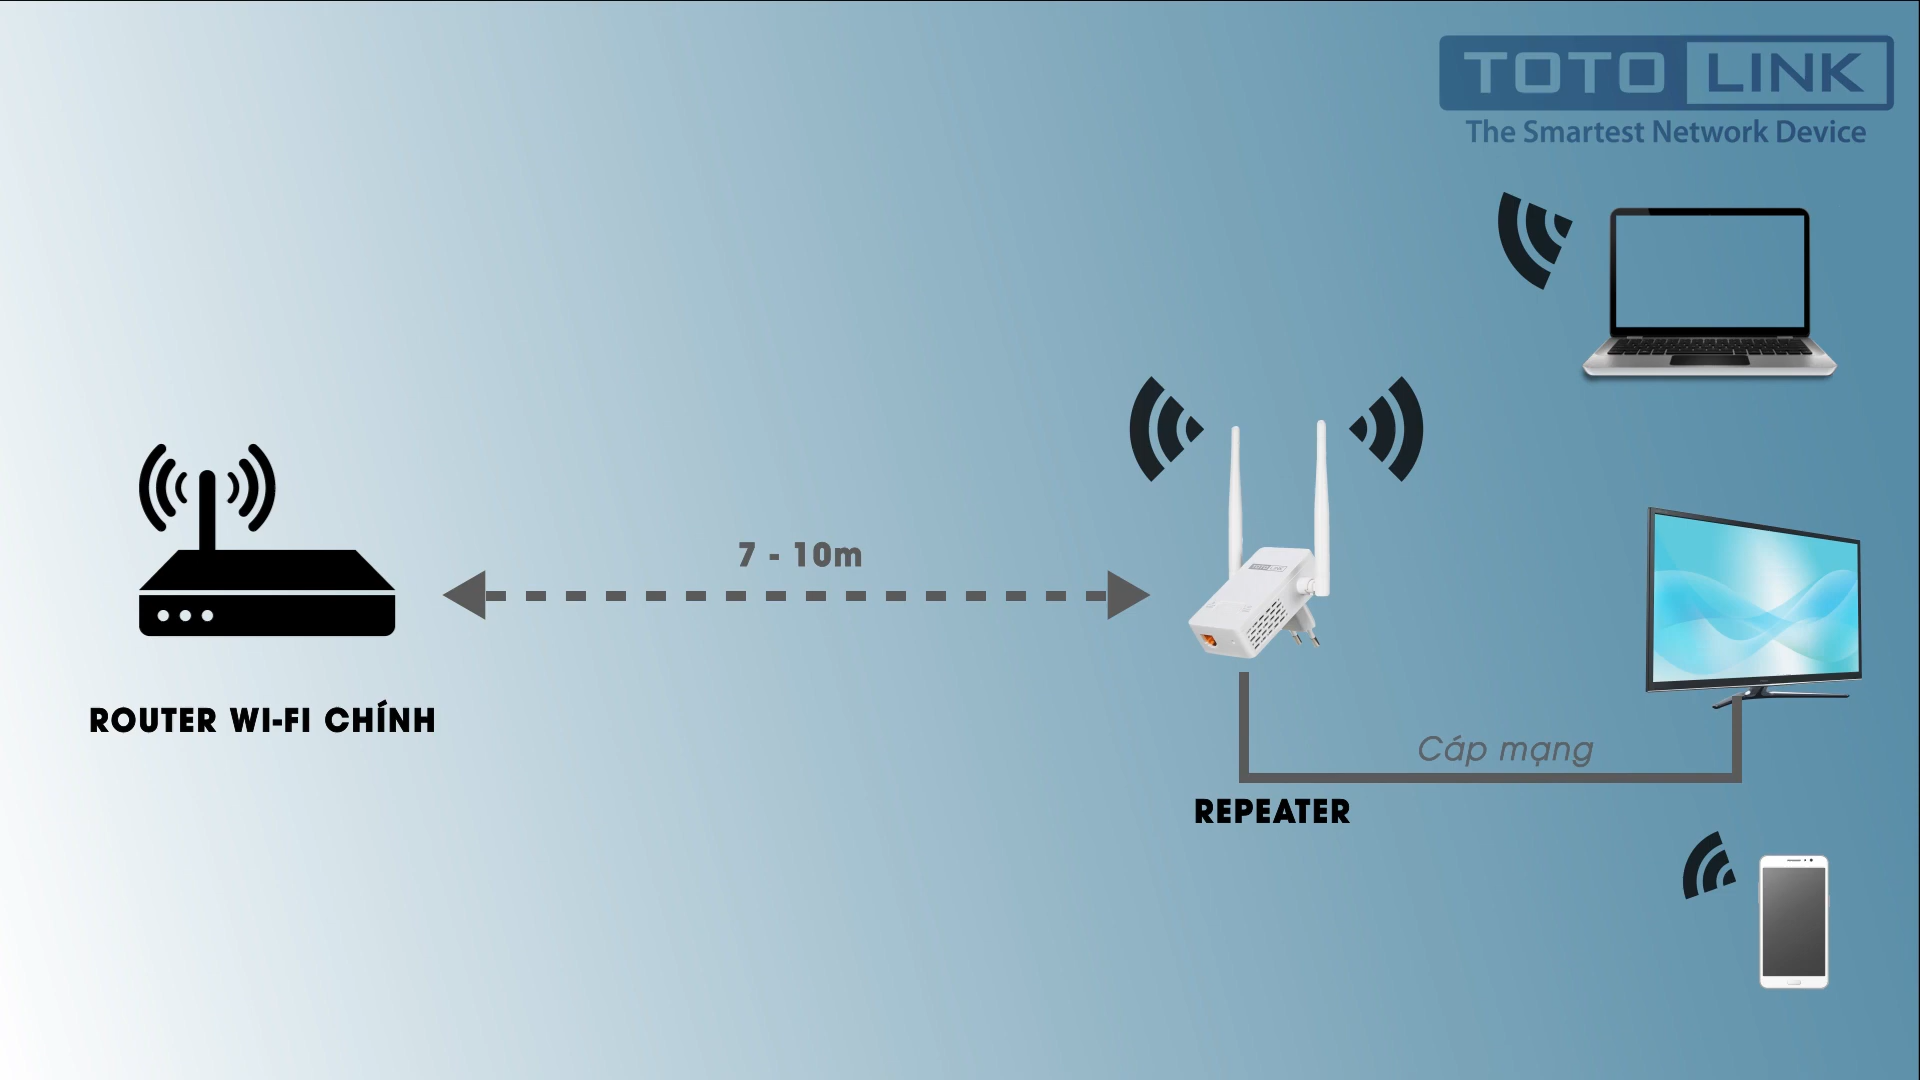 TOTO LINK
The Smartest Network Device
7 - 10m
ROUTER WI-FI CHÍNH
Cáp mạng
REPEATER